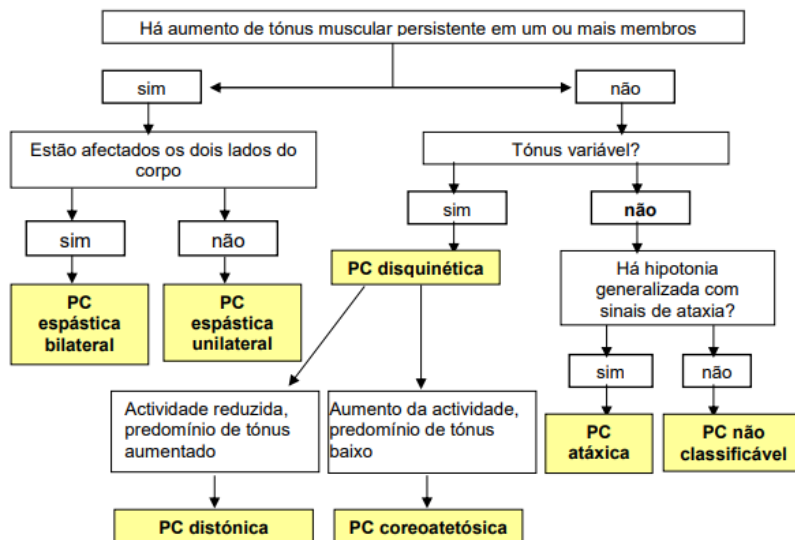 Há aumento de tónus muscular persistente em um ou mais membros
sim
não
Estão afectados os dois lados do
corpo
Tónus variável?
sim
não
sim
não
PC disquinética
Há hipotonia
generalizada com
sinais de ataxia?
PC
espástica
bilateral
PC
espástica
unilateral
sim
não
Actividade reduzida,
predomínio de tónus
aumentado
Aumento da actividade,
predomínio de tónus
baixo
PC
atáxica
PC não
classificável
PC distónica
PC coreoatetósica